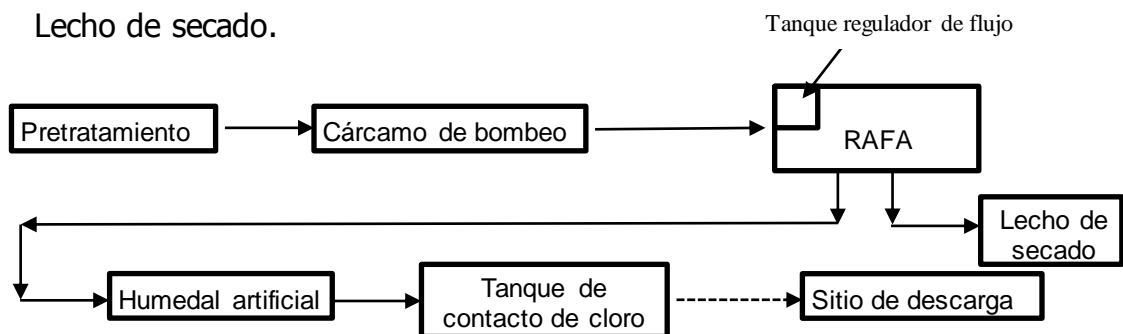 Lecho de secado.
Tanque regulador de flujo
Pretratamiento
Cárcamo de bombeo
RAFA
Lecho de
secado
Humedal artificial
Tanque de
contacto de cloro
Sitio de descarga